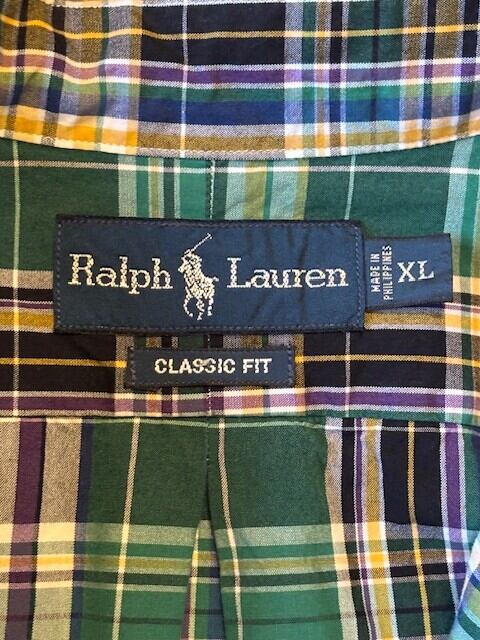 Ralph Lauren
MADE IN
PHILIPPINES
XL
CLASSIC FIT